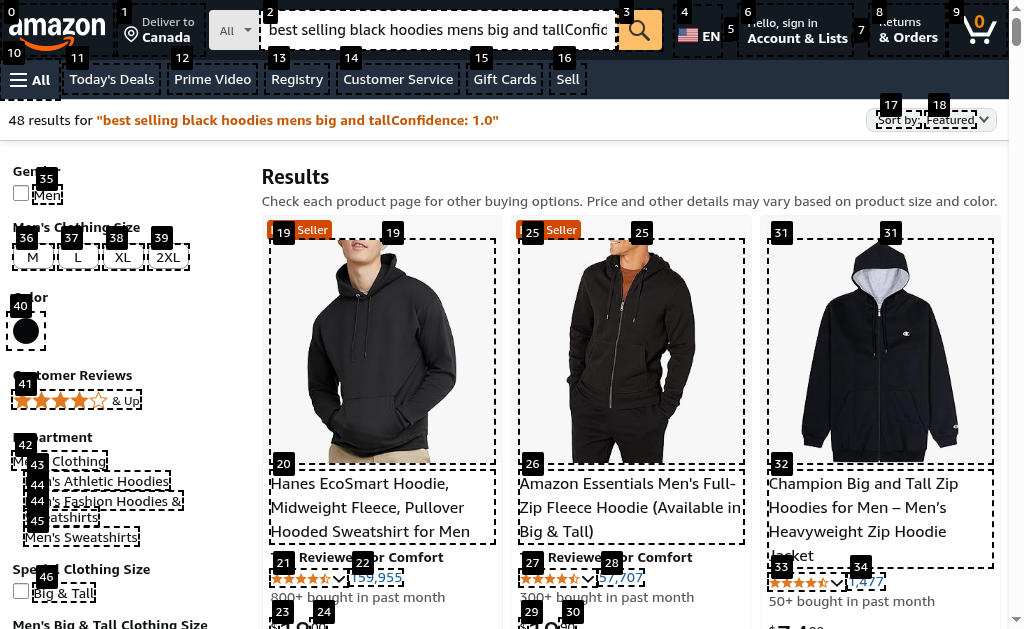 amazon
Deliver to
Canada
All
best selling black hoodies mens big and tallConfic
EN
Hello, sign in
Account & Lists
Returns
& Orders
0
All
Today's Deals
Prime Video
Registry
Customer Service
Gift Cards
Sell
48 results for "best selling black hoodies mens big and tallConfidence: 1.0"
Sort by: Featured
Men
Men's Clothing Size
M
L
XL
2XL
Customer Reviews
& Up
Department
Men's Clothing
Men's Athletic Hoodies
Men's Fashion Hoodies &
Sweatshirts
Men's Sweatshirts
Special Clothing Size
Big & Tall
Men's Big & Tall Clothing Size
Results
Check each product page for other buying options. Price and other details may vary based on product size and color.
Seller
Hanes EcoSmart Hoodie,
Midweight Fleece, Pullover
Hooded Sweatshirt for Men
Reviewed for Comfort
159,955
800+ bought in past month
Seller
Amazon Essentials Men's Full-
Zip Fleece Hoodie (Available in
Big & Tall)
Reviewed for Comfort
57,707
300+ bought in past month
Champion Big and Tall Zip
Hoodies for Men – Men's
Heavyweight Zip Hoodie
Jacket
1,477
50+ bought in past month
0
1
2
3
4
5
6
7
8
9
10
11
12
13
14
15
16
17
18
19
19
20
21
22
23
24
25
25
26
27
28
29
30
31
31
32
33
34
35
36
37
38
39
40
41
42
43
44
44
45
46